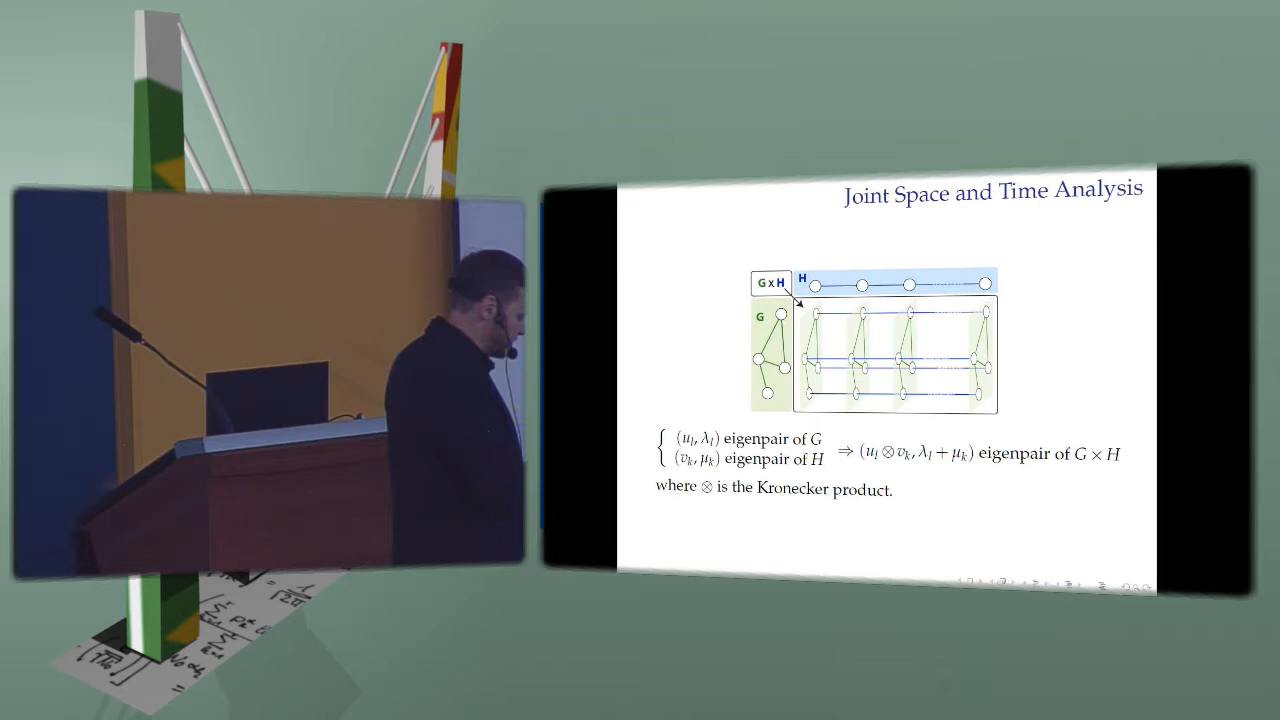 Joint Space and Time Analysis
G x H
H
G
{ (u_l, λ_l) eigenpair of G
(v_k, μ_k) eigenpair of H
⇒ (u_l ⊗ v_k, λ_l + μ_k) eigenpair of G × H
where ⊗ is the Kronecker product.